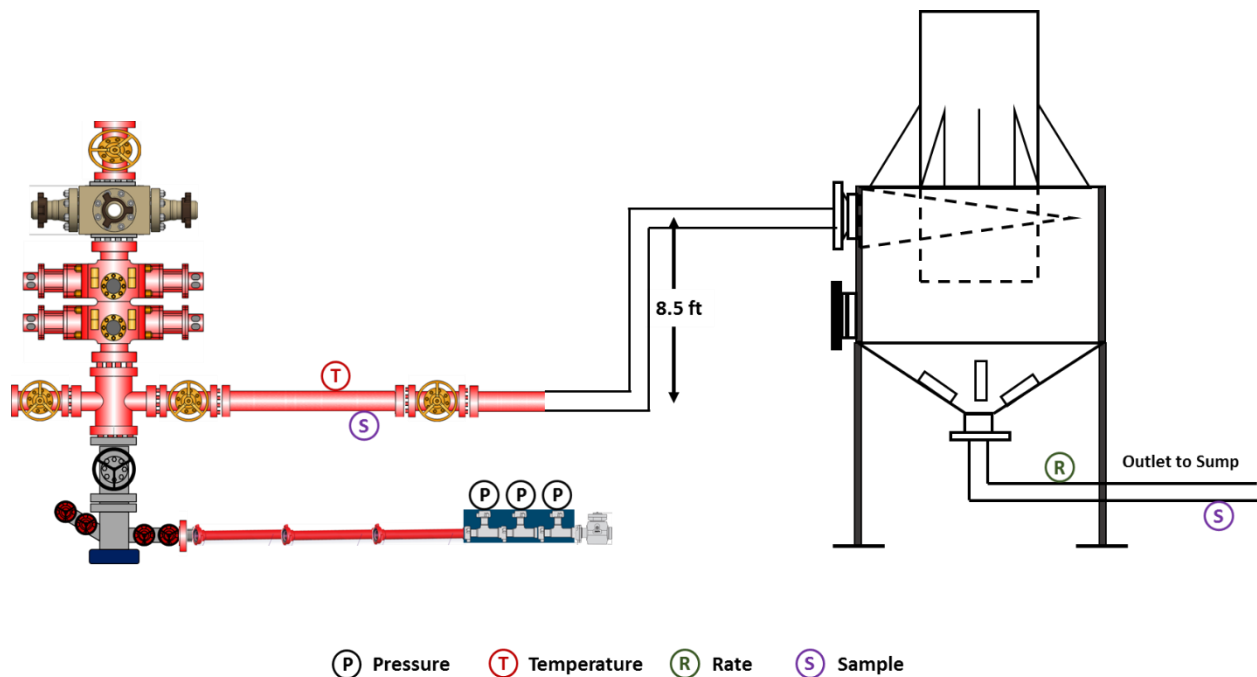 8.5 ft
T
S
P P P
R
Outlet to Sump
S
P Pressure T Temperature R Rate S Sample